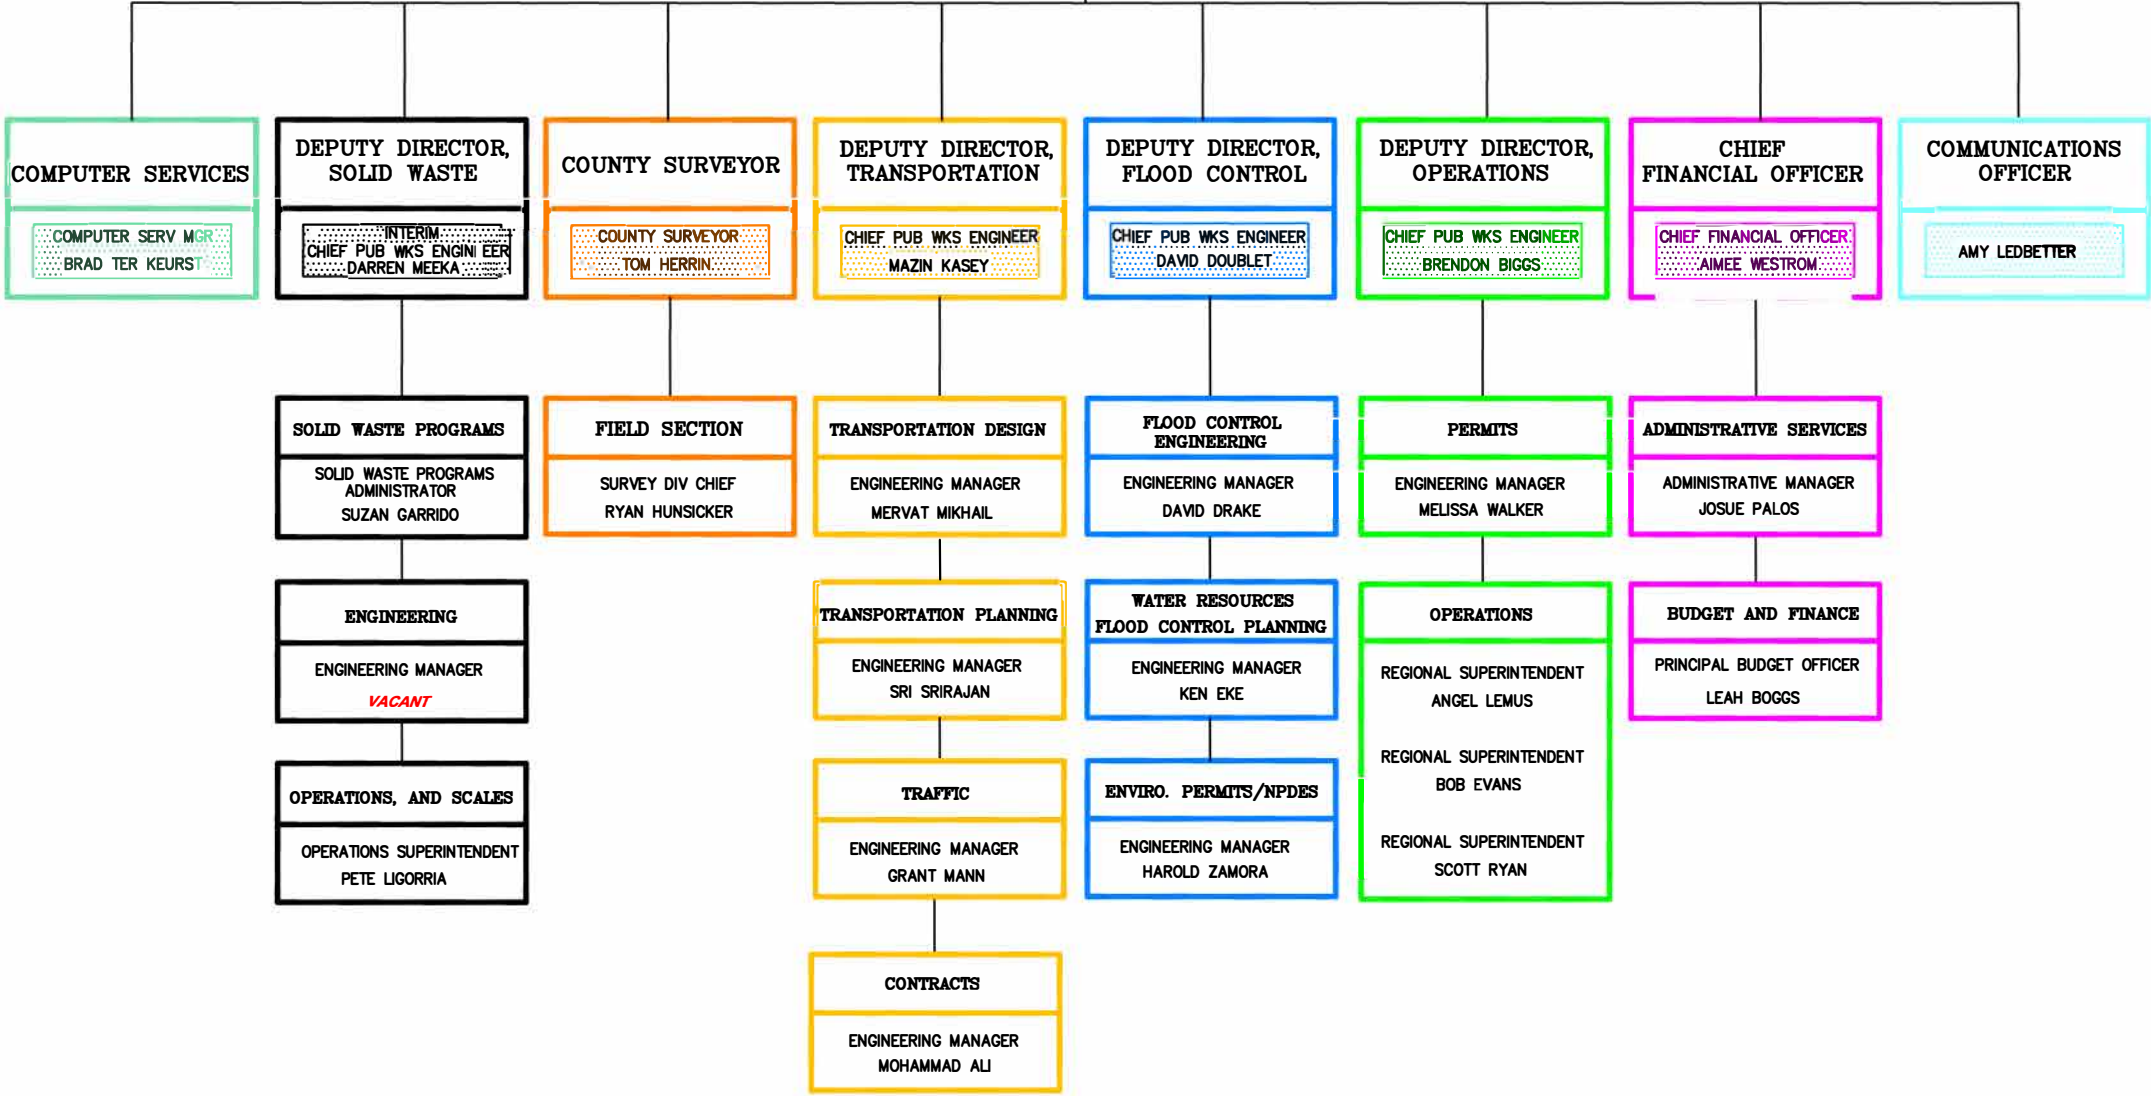 COMPUTER SERVICES
COMPUTER SERV MGR
BRAD TER KEURST
DEPUTY DIRECTOR,
SOLID WASTE
INTERIM
CHIEF PUB WKS ENGINEER
DARREN MEEKA
SOLID WASTE PROGRAMS
SOLID WASTE PROGRAMS
ADMINISTRATOR
SUZAN GARRIDO
ENGINEERING
ENGINEERING MANAGER
VACANT
OPERATIONS, AND SCALES
OPERATIONS SUPERINTENDENT
PETE LIGORRIA
COUNTY SURVEYOR
COUNTY SURVEYOR
TOM HERRIN
FIELD SECTION
SURVEY DIV CHIEF
RYAN HUNSICKER
DEPUTY DIRECTOR,
TRANSPORTATION
CHIEF PUB WKS ENGINEER
MAZIN KASEY
TRANSPORTATION DESIGN
ENGINEERING MANAGER
MERVAT MIKHAIL
TRANSPORTATION PLANNING
ENGINEERING MANAGER
SRI SRIRAJAN
TRAFFIC
ENGINEERING MANAGER
GRANT MANN
CONTRACTS
ENGINEERING MANAGER
MOHAMMAD ALI
DEPUTY DIRECTOR,
FLOOD CONTROL
CHIEF PUB WKS ENGINEER
DAVID DOUBLET
FLOOD CONTROL
ENGINEERING
ENGINEERING MANAGER
DAVID DRAKE
WATER RESOURCES
FLOOD CONTROL PLANNING
ENGINEERING MANAGER
KEN EKE
ENVIRO. PERMITS/NPDES
ENGINEERING MANAGER
HAROLD ZAMORA
DEPUTY DIRECTOR,
OPERATIONS
CHIEF PUB WKS ENGINEER
BRENDON BIGGS
PERMITS
ENGINEERING MANAGER
MELISSA WALKER
OPERATIONS
REGIONAL SUPERINTENDENT
ANGEL LEMUS
REGIONAL SUPERINTENDENT
BOB EVANS
REGIONAL SUPERINTENDENT
SCOTT RYAN
CHIEF
FINANCIAL OFFICER
CHIEF FINANCIAL OFFICER
AIMEE WESTROM
ADMINISTRATIVE SERVICES
ADMINISTRATIVE MANAGER
JOSUE PALOS
BUDGET AND FINANCE
PRINCIPAL BUDGET OFFICER
LEAH BOGGS
COMMUNICATIONS
OFFICER
AMY LEDBETTER